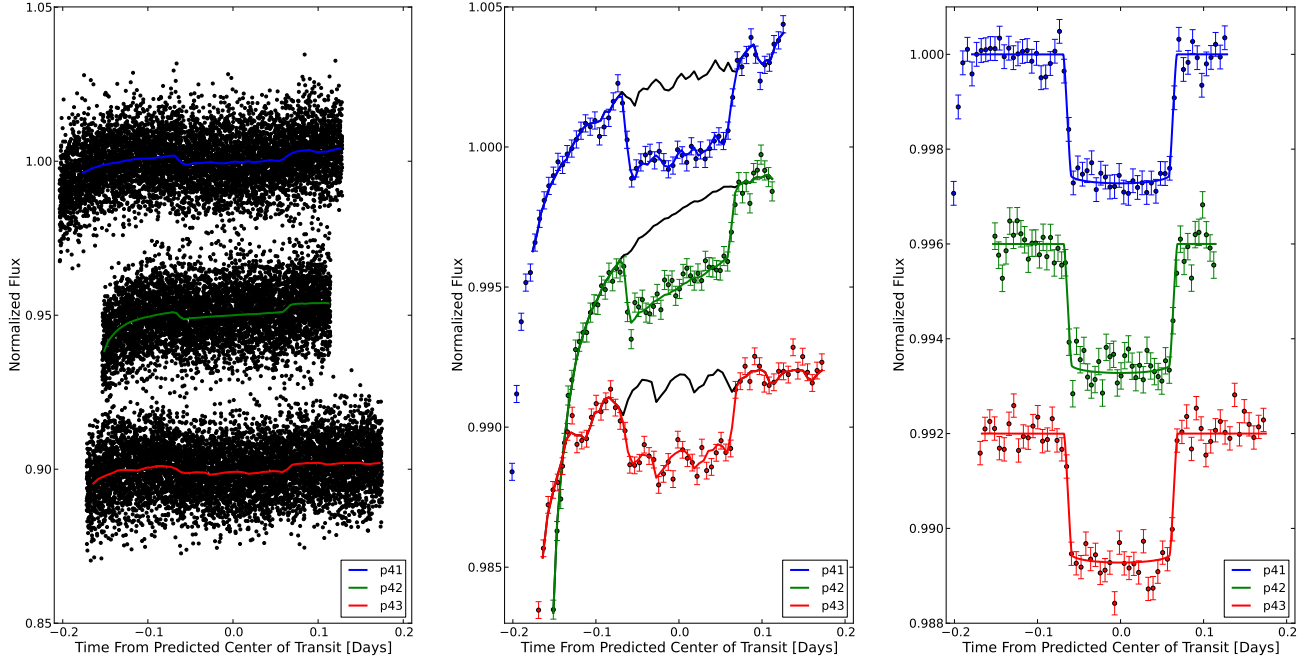 1.05
1.00
0.95
0.90
0.85
Normalized Flux
−0.2
−0.1
0.0
0.1
0.2
Time From Predicted Center of Transit [Days]
p41
p42
p43
1.005
1.000
0.995
0.990
0.985
Normalized Flux
−0.2
−0.1
0.0
0.1
0.2
Time From Predicted Center of Transit [Days]
p41
p42
p43
1.000
0.998
0.996
0.994
0.992
0.990
0.988
Normalized Flux
−0.2
−0.1
0.0
0.1
0.2
Time From Predicted Center of Transit [Days]
p41
p42
p43